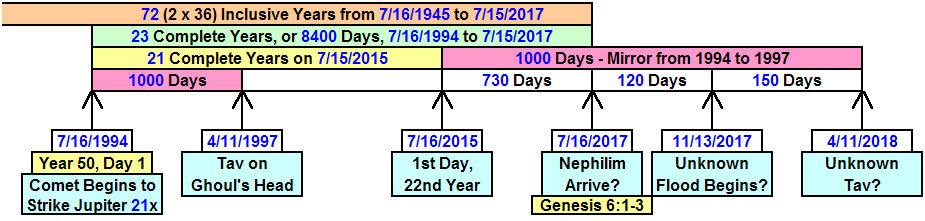 72 (2 x 36) Inclusive Years from 7/16/1945 to 7/15/2017
23 Complete Years, or 8400 Days, 7/16/1994 to 7/15/2017
21 Complete Years on 7/15/2015
1000 Days - Mirror from 1994 to 1997
1000 Days
730 Days
120 Days
150 Days
7/16/1994
Year 50, Day 1
Comet Begins to
Strike Jupiter 21x
4/11/1997
Tav on
Ghoul's Head
7/16/2015
1st Day,
22nd Year
7/16/2017
Nephilim
Arrive?
Genesis 6:1-3
11/13/2017
Unknown
Flood Begins?
4/11/2018
Unknown
Tav?